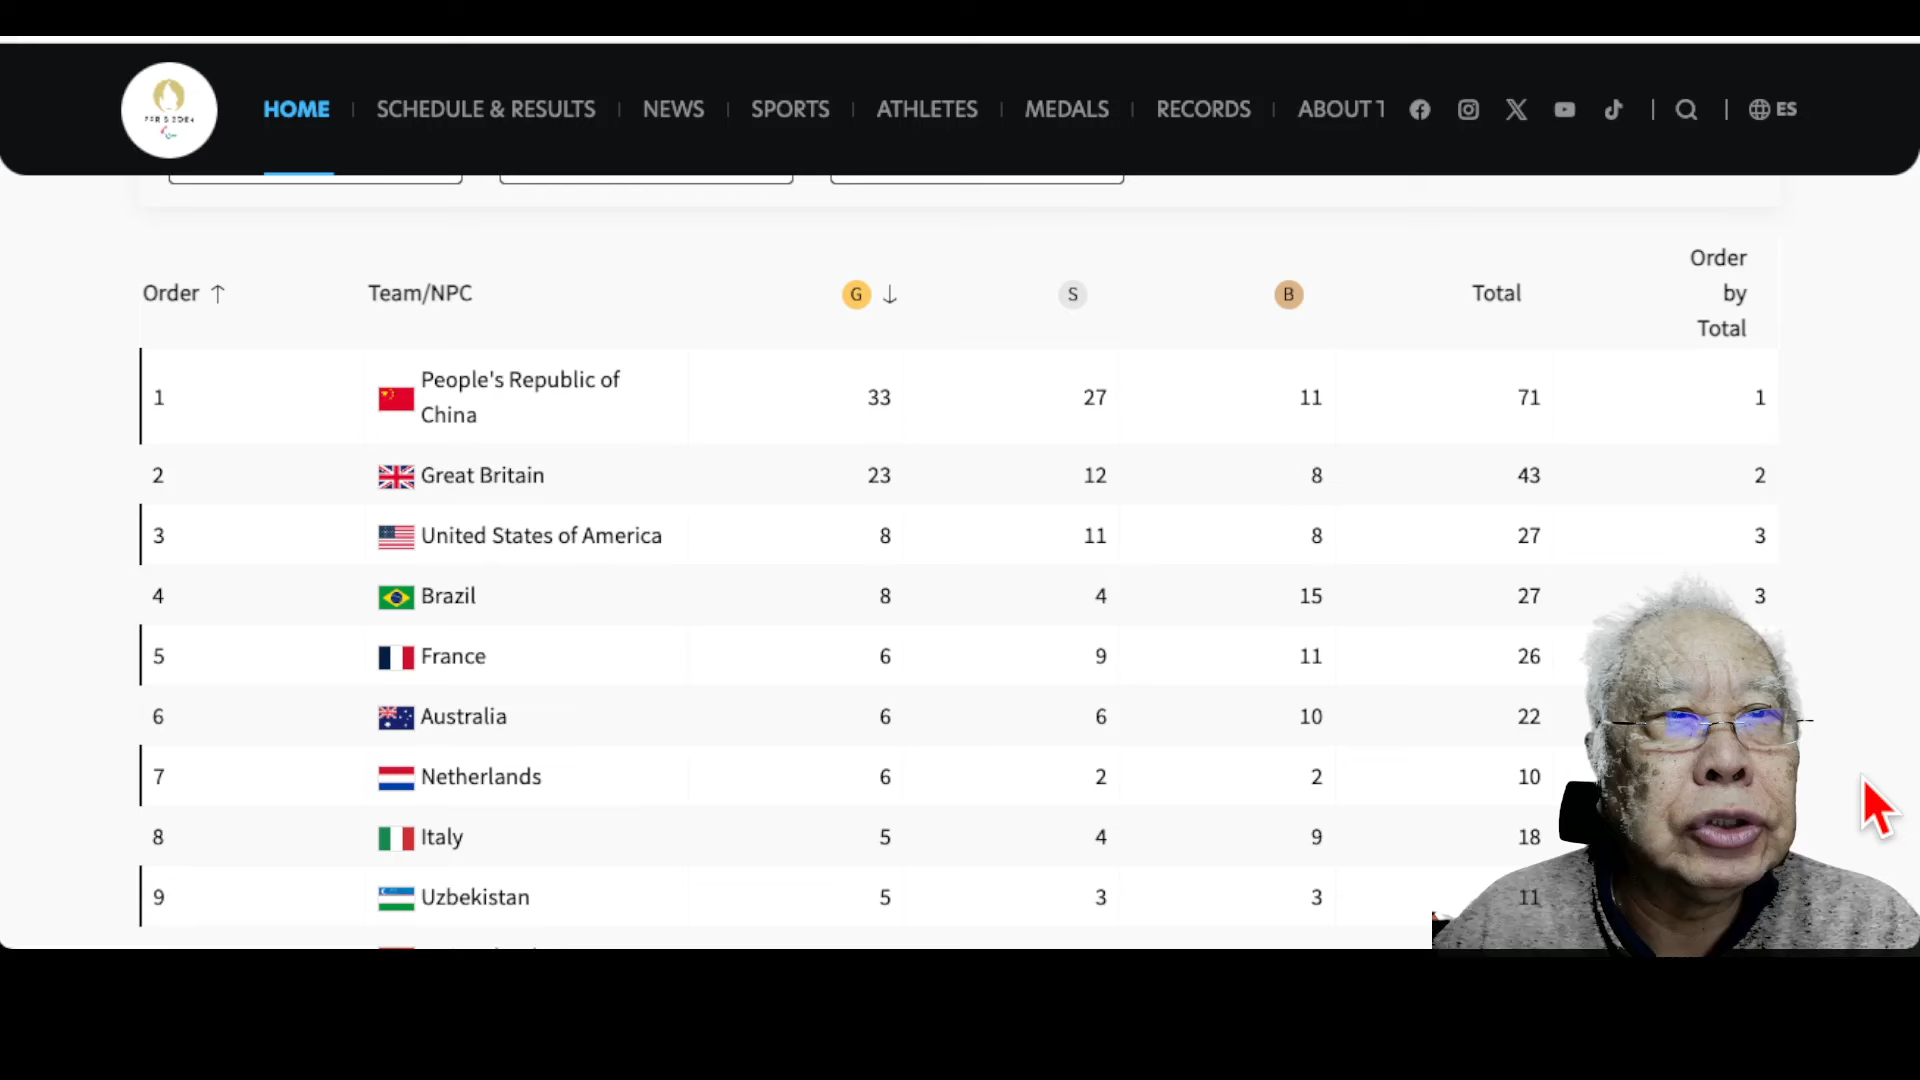 HOME | SCHEDULE & RESULTS | NEWS | SPORTS | ATHLETES | MEDALS | RECORDS | ABOUT T | | ES
Order ↑ Team/NPC G ↓ S B Total Order by Total
1 People's Republic of China 33 27 11 71 1
2 Great Britain 23 12 8 43 2
3 United States of America 8 11 8 27 3
4 Brazil 8 4 15 27 3
5 France 6 9 11 26
6 Australia 6 6 10 22
7 Netherlands 6 2 2 10
8 Italy 5 4 9 18
9 Uzbekistan 5 3 3 11